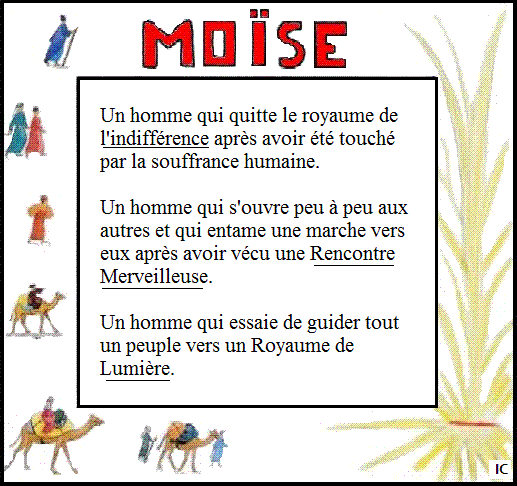 MOÏSE
Un homme qui quitte le royaume de
l'indifférence après avoir été touché
par la souffrance humaine.
Un homme qui s'ouvre peu à peu aux
autres et qui entame une marche vers
eux après avoir vécu une Rencontre
Merveilleuse.
Un homme qui essaie de guider tout
un peuple vers un Royaume de
Lumière.
IC